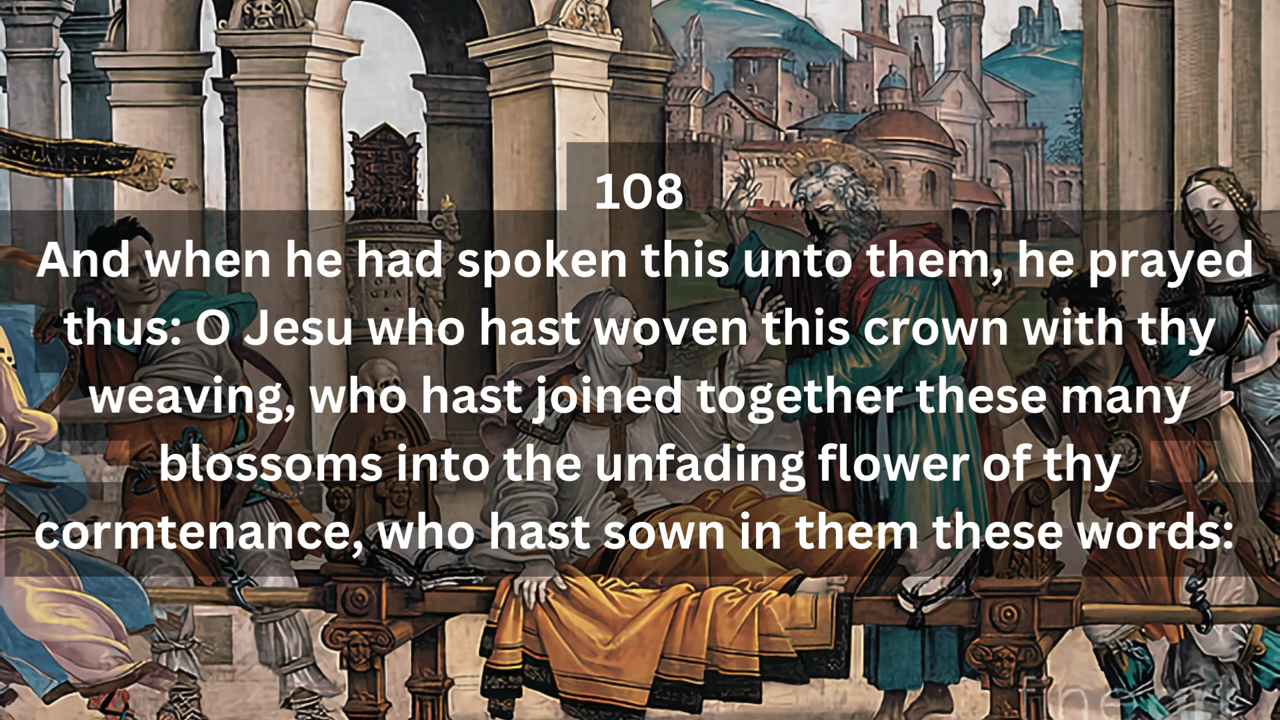 108
And when he had spoken this unto them, he prayed
thus: O Jesu who hast woven this crown with thy
weaving, who hast joined together these many
blossoms into the unfading flower of thy
cormtenance, who hast sown in them these words:
OR
GIA